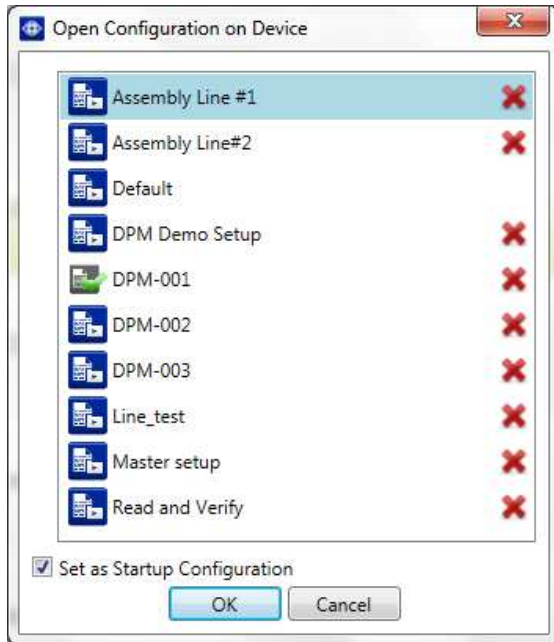 Open Configuration on Device
Assembly Line #1
Assembly Line#2
Default
DPM Demo Setup
DPM-001
DPM-002
DPM-003
Line_test
Master setup
Read and Verify
Set as Startup Configuration
OK Cancel